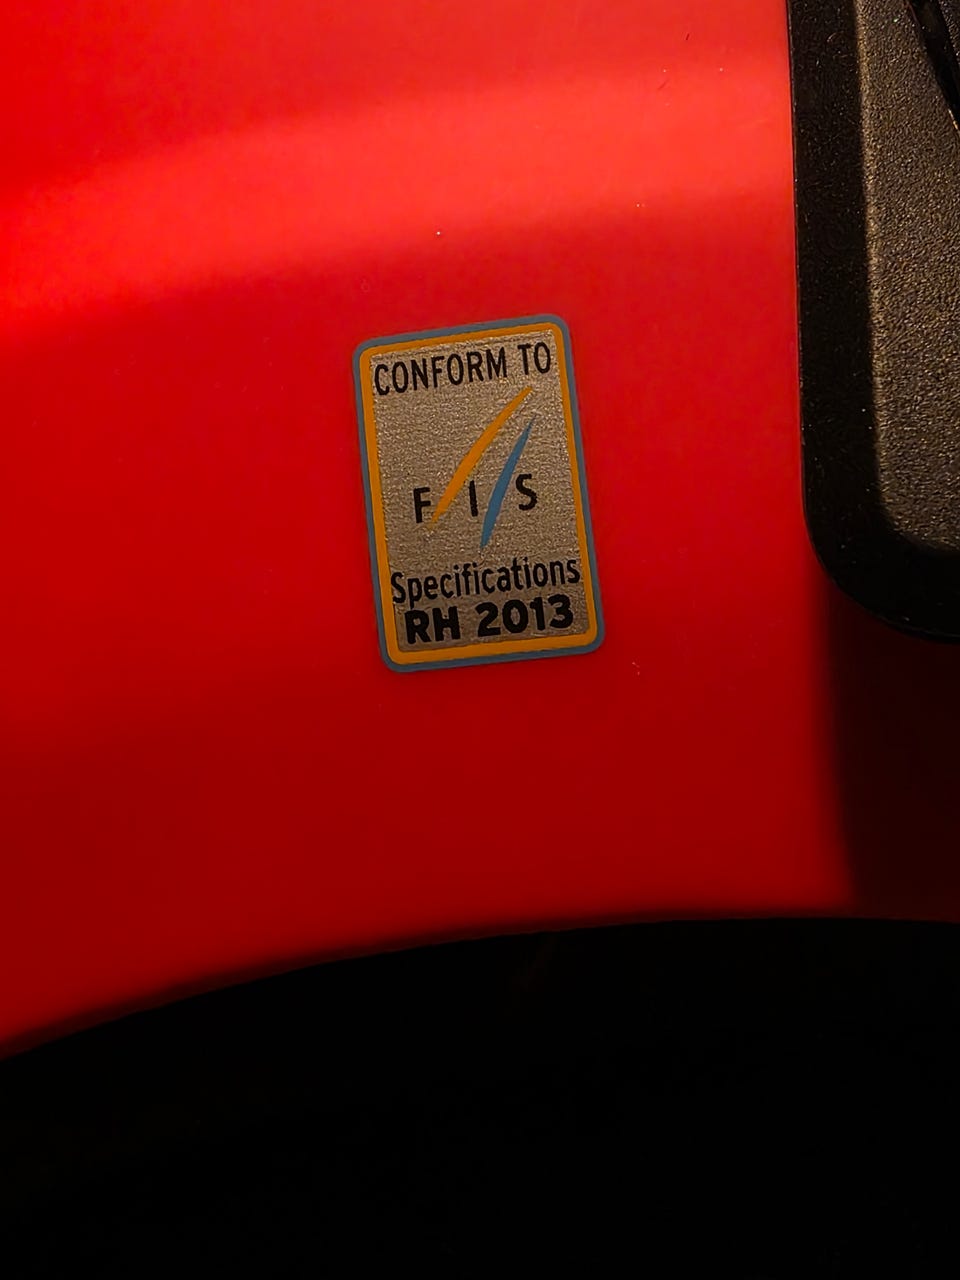 CONFORM TO
F I S
Specifications
RH 2013